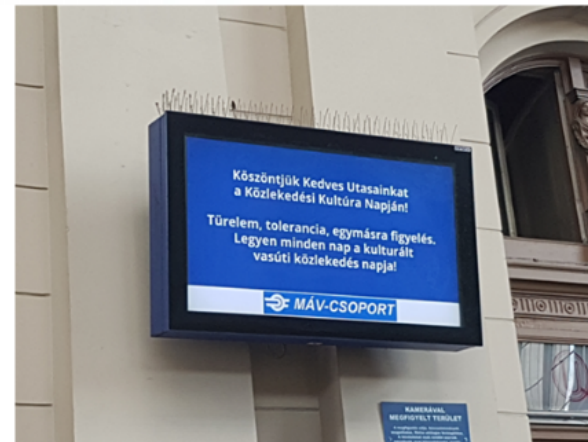 Köszöntjük Kedves Utasainkat
a Közlekedési Kultúra Napján!
Türelem, tolerancia, egymásra figyelés.
Legyen minden nap a kulturált
vasúti közlekedés napja!
MÁV-CSOPORT
KAMERÁVAL
MEGFIGYELT TERÜLET